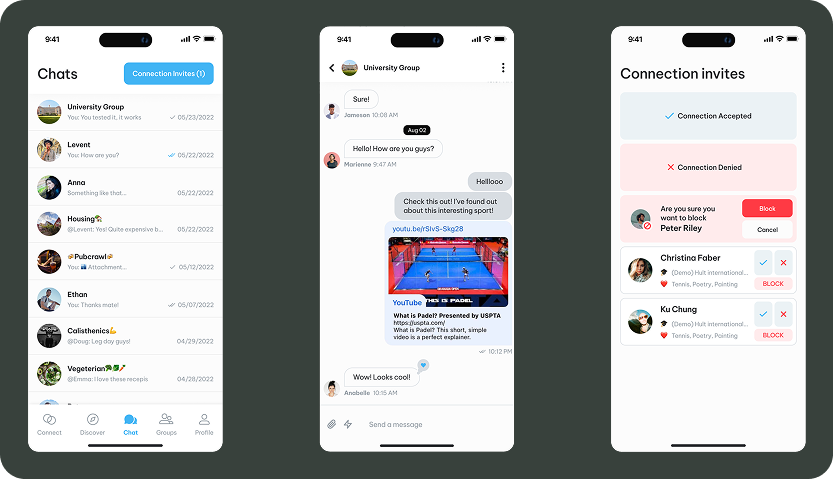 9:41
Chats
Connection Invites (1)
University Group
You: You tested it, it works
05/23/2022
Levent
You: How are you?
05/22/2022
Anna
Something like that...
05/22/2022
Housing
@Levent: Yes! Quite expensive b...
05/22/2022
Pubcrawl
You: Attachment...
05/12/2022
Ethan
You: Thanks mate!
05/07/2022
Calisthenics
@Doug: Leg day guys!
04/29/2022
Vegeterian
@Emma: I have these recepis
04/28/2022
Connect
Discover
Chat
Groups
Profile
9:41
University Group
Sure!
Jameson 10:08 AM
Aug 02
Hello! How are you guys?
Marienne 9:47 AM
Helllooo
Check this out! I've found out
about this interesting sport!
youtu.be/rSIvS-Skg28
YouTube
THIS IS PADEL
What is Padel? Presented by USPTA
https://uspta.com/
What is Padel? This short, simple
video is a perfect explainer.
10:12 PM
Wow! Looks cool!
Anabelle 10:15 AM
Send a message
9:41
Connection invites
Connection Accepted
Connection Denied
Are you sure you
want to block
Peter Riley
Block
Cancel
Christina Faber
(Demo) Hult international...
Tennis, Poetry, Painting
BLOCK
Ku Chung
(Demo) Hult international...
Tennis, Poetry, Painting
BLOCK